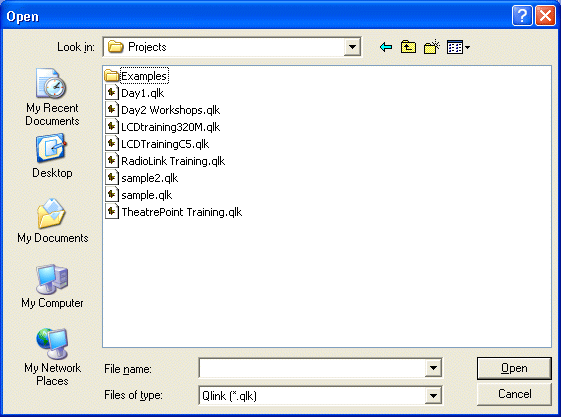 Open
Look in: Projects
Examples
Day1.qlk
Day2 Workshops.qlk
LCDtraining320M.qlk
LCDTrainingC5.qlk
RadioLink Training.qlk
sample2.qlk
sample.qlk
TheatrePoint Training.qlk
My Recent
Documents
Desktop
My Documents
My Computer
My Network
Places
File name:
Open
Files of type: Qlink (*.qlk)
Cancel